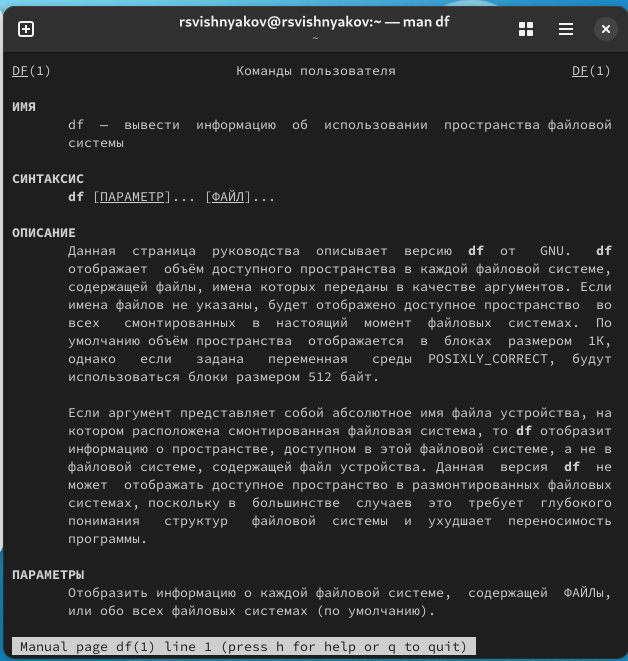 rsvishnyakov@rsvishnyakov:~ — man df
~
DF(1) Команды пользователя DF(1)
ИМЯ
df — вывести информацию об использовании пространства файловой
системы
СИНТАКСИС
df [ПАРАМЕТР]... [ФАЙЛ]...
ОПИСАНИЕ
Данная страница руководства описывает версию df от GNU. df
отображает объём доступного пространства в каждой файловой системе,
содержащей файлы, имена которых переданы в качестве аргументов. Если
имена файлов не указаны, будет отображено доступное пространство во
всех смонтированных в настоящий момент файловых системах. По
умолчанию объём пространства отображается в блоках размером 1K,
однако если задана переменная среды POSIXLY_CORRECT, будут
использоваться блоки размером 512 байт.
Если аргумент представляет собой абсолютное имя файла устройства, на
котором расположена смонтированная файловая система, то df отобразит
информацию о пространстве, доступном в этой файловой системе, а не в
файловой системе, содержащей файл устройства. Данная версия df не
может отображать доступное пространство в размонтированных файловых
системах, поскольку в большинстве случаев это требует глубокого
понимания структур файловой системы и ухудшает переносимость
программы.
ПАРАМЕТРЫ
Отобразить информацию о каждой файловой системе, содержащей ФАЙЛы,
или обо всех файловых системах (по умолчанию).
Manual page df(1) line 1 (press h for help or q to quit)